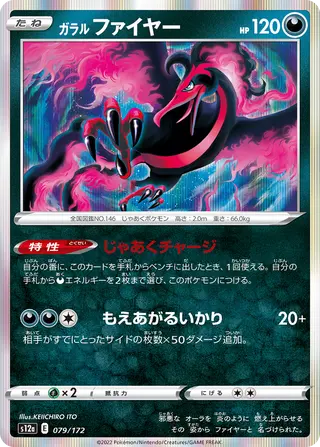 たね
ガラル ファイヤー
HP 120
全国図鑑NO.146 じゃあくポケモン 高さ：2.0m 重さ：66.0kg
特性 じゃあくチャージ
自分の番に、このカードを手札からベンチに出したとき、1回使える。自分の
手札から悪エネルギーを2枚まで選び、このポケモンにつける。
もえあがるいかり 20+
相手がすでにとったサイドの枚数×50ダメージ追加。
弱点 ×2 抵抗力 にげる
Illus.KEIICHIRO ITO
s12a E 079/172
邪悪な オーラを 炎のように 燃え上がらせる
その 姿から ファイヤーと 名づけられた。
©2022 Pokémon/Nintendo/Creatures/GAME FREAK